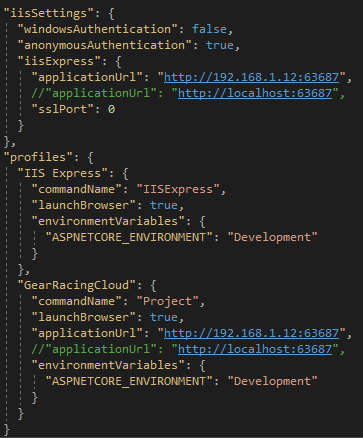 "iisSettings": {
"windowsAuthentication": false,
"anonymousAuthentication": true,
"iisExpress": {
"applicationUrl": "http://192.168.1.12:63687",
//"applicationUrl": "http://localhost:63687",
"sslPort": 0
}
},
"profiles": {
"IIS Express": {
"commandName": "IISExpress",
"launchBrowser": true,
"environmentVariables": {
"ASPNETCORE_ENVIRONMENT": "Development"
}
},
"GearRacingCloud": {
"commandName": "Project",
"launchBrowser": true,
"applicationUrl": "http://192.168.1.12:63687",
//"applicationUrl": "http://localhost:63687",
"environmentVariables": {
"ASPNETCORE_ENVIRONMENT": "Development"
}
}
}
}